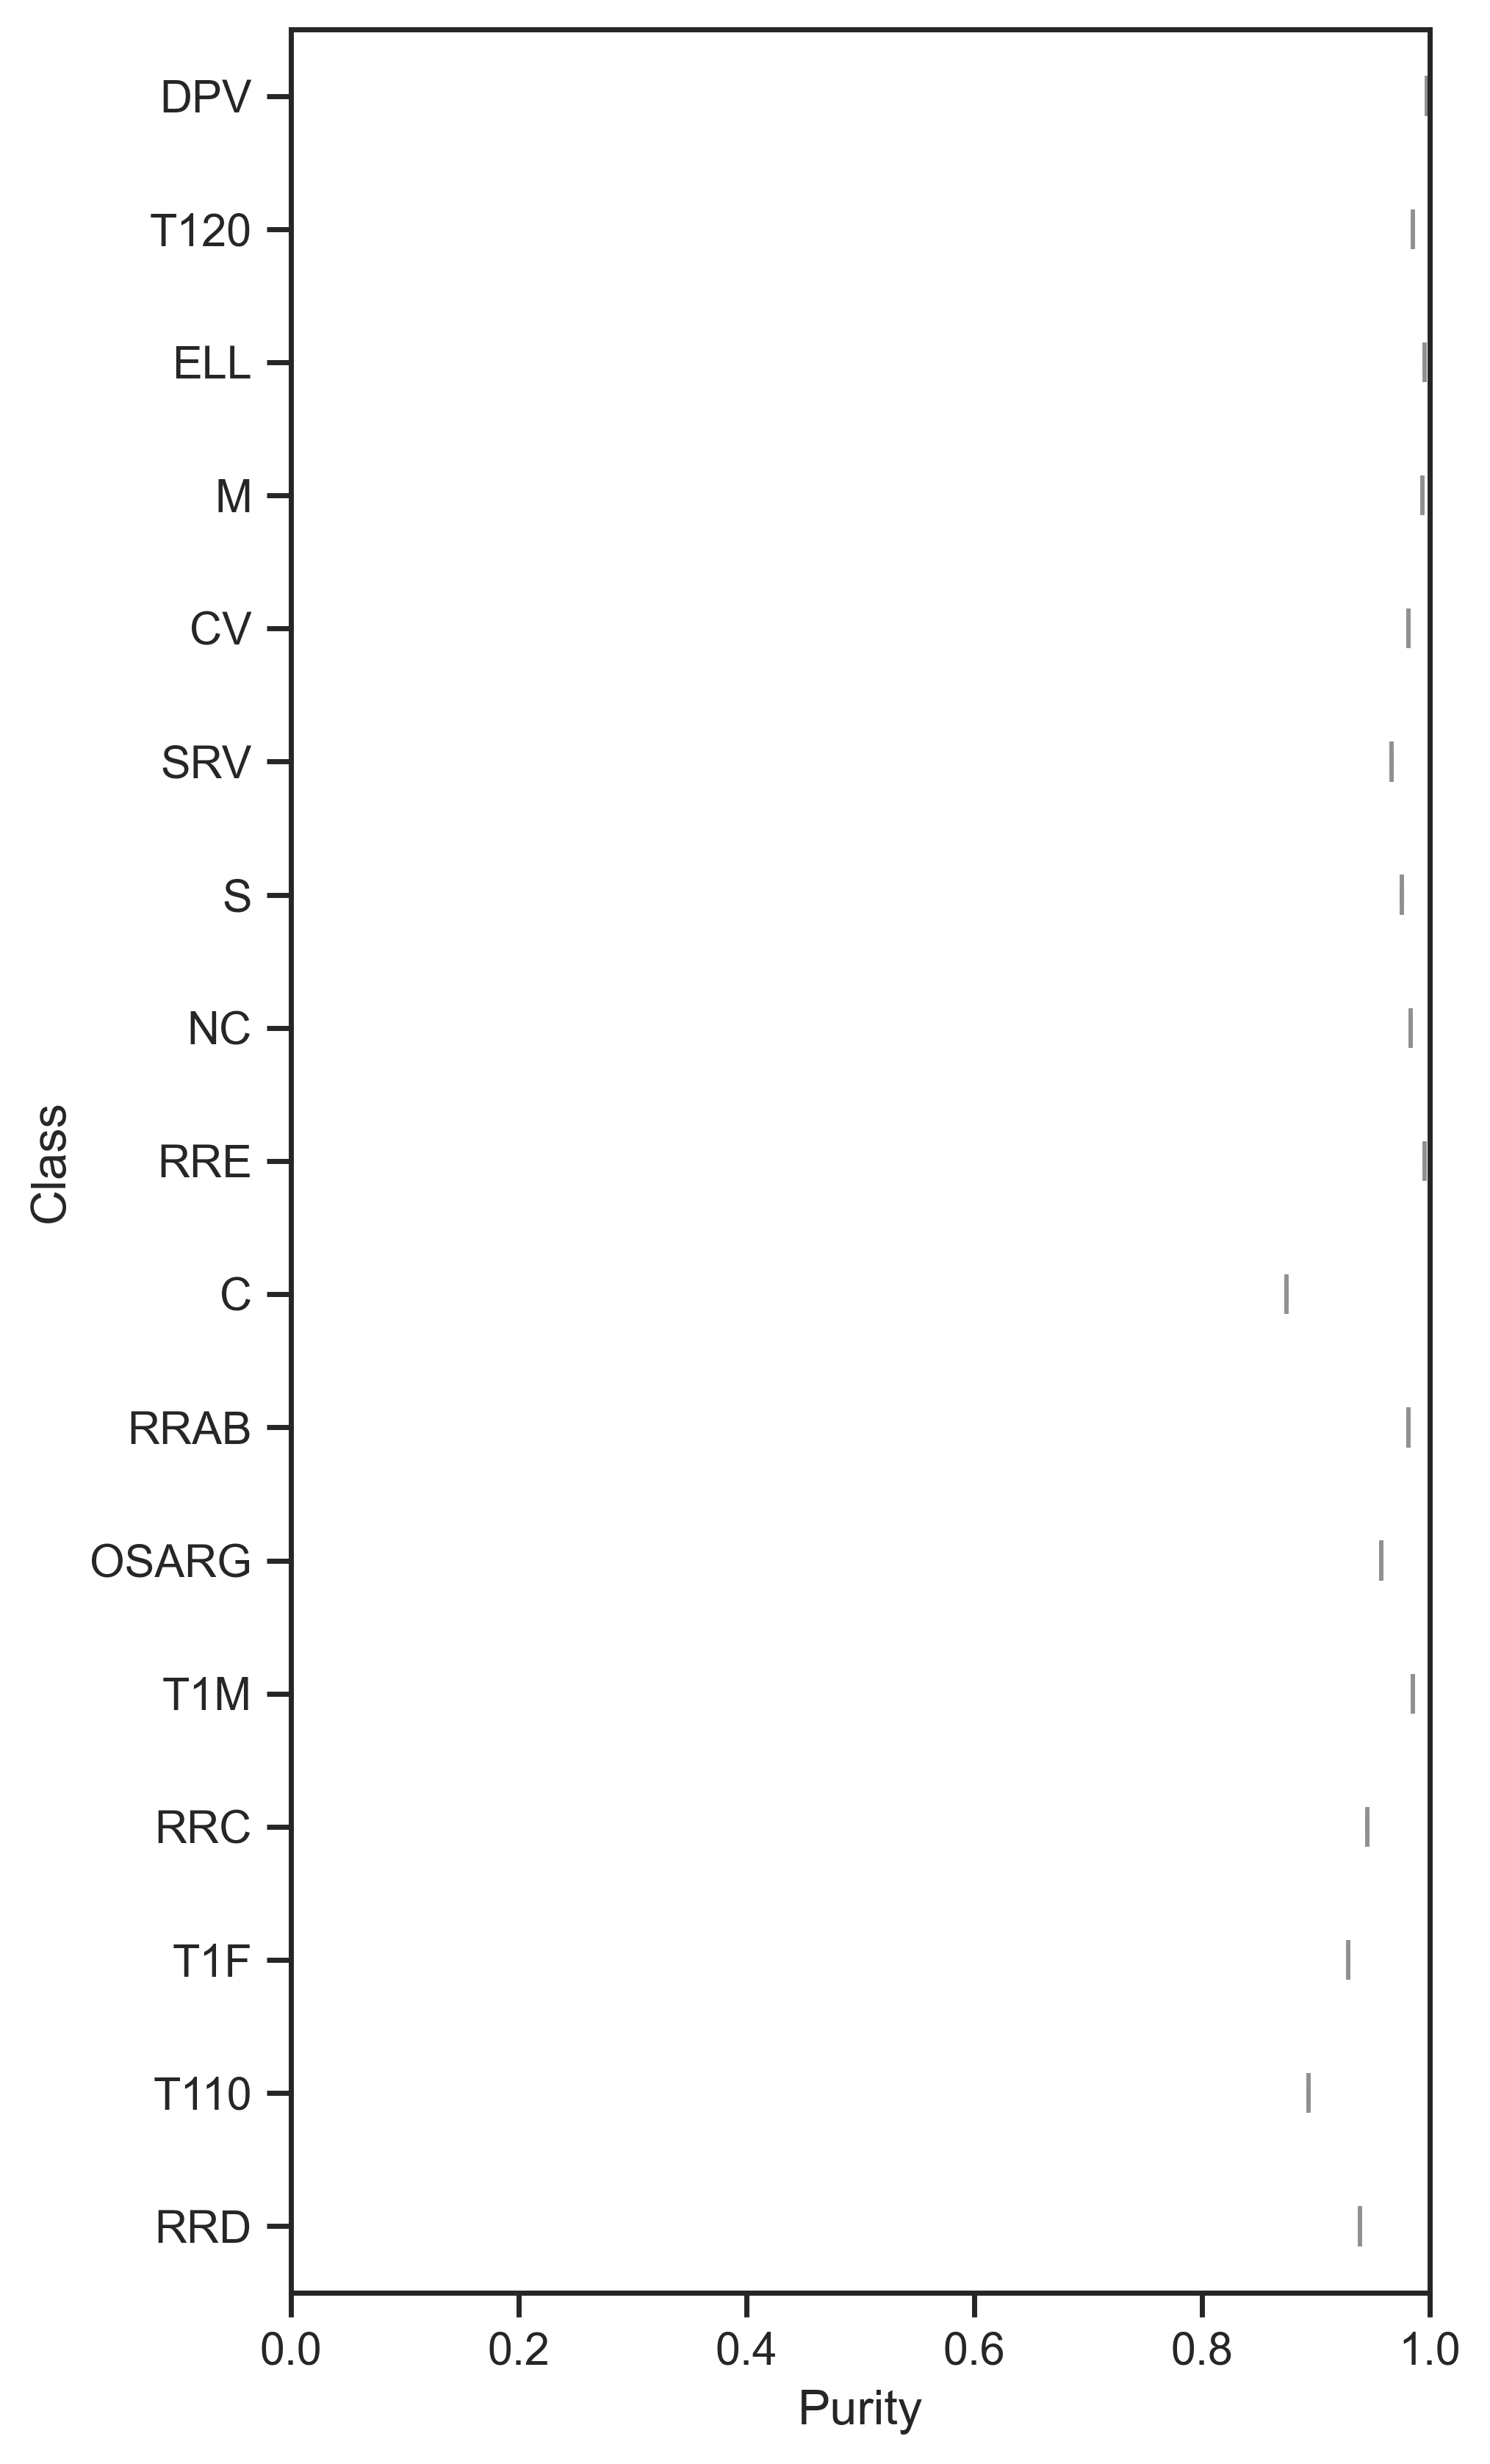 DPV
T120
ELL
M
CV
SRV
S
NC
RRE
C
RRAB
OSARG
T1M
RRC
T1F
T110
RRD
Class
0.0 0.2 0.4 0.6 0.8 1.0
Purity